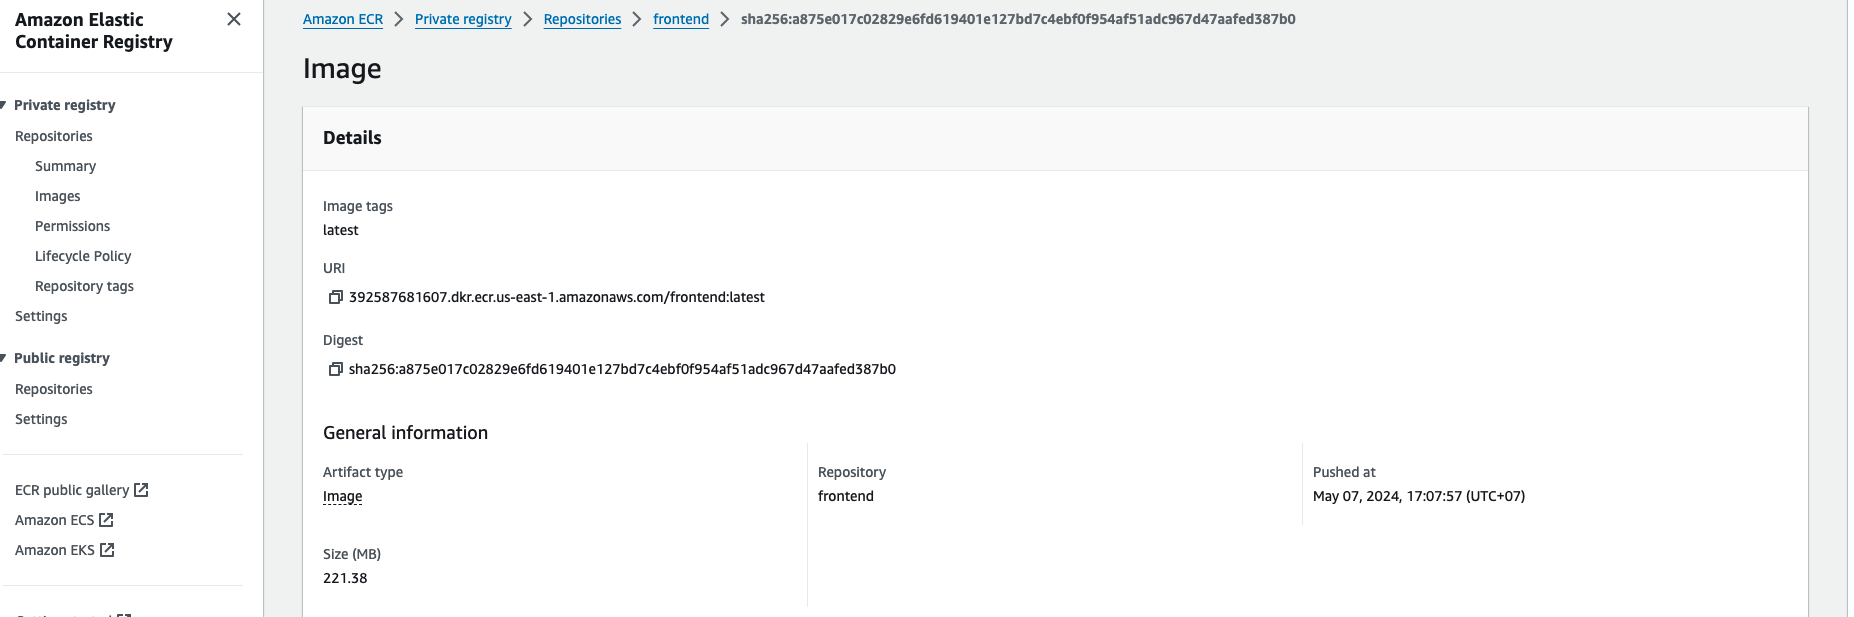 Amazon Elastic
Container Registry
Private registry
Repositories
Summary
Images
Permissions
Lifecycle Policy
Repository tags
Settings
Public registry
Repositories
Settings
ECR public gallery
Amazon ECS
Amazon EKS
Amazon ECR > Private registry > Repositories > frontend > sha256:a875e017c02829e6fd619401e127bd7c4ebf0f954af51adc967d47aafed387b0
Image
Details
Image tags
latest
URI
392587681607.dkr.ecr.us-east-1.amazonaws.com/frontend:latest
Digest
sha256:a875e017c02829e6fd619401e127bd7c4ebf0f954af51adc967d47aafed387b0
General information
Artifact type
Image
Repository
frontend
Pushed at
May 07, 2024, 17:07:57 (UTC+07)
Size (MB)
221.38